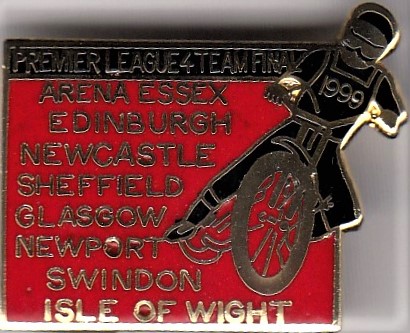 PREMIER LEAGUE 4 TEAM FINAL
1999
ARENA ESSEX
EDINBURGH
NEWCASTLE
SHEFFIELD
GLASGOW
NEWPORT
SWINDON
ISLE OF WIGHT